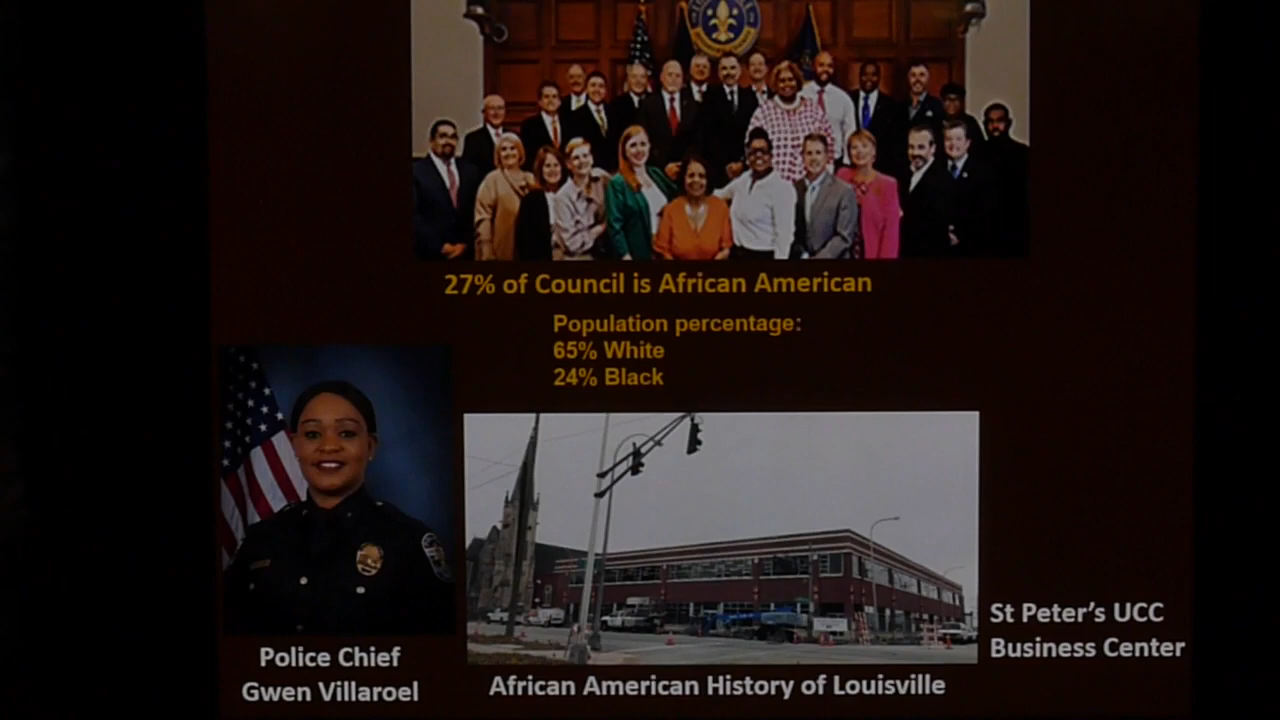 27% of Council is African American
Population percentage:
65% White
24% Black
Police Chief
Gwen Villaroel
African American History of Louisville
St Peter's UCC
Business Center